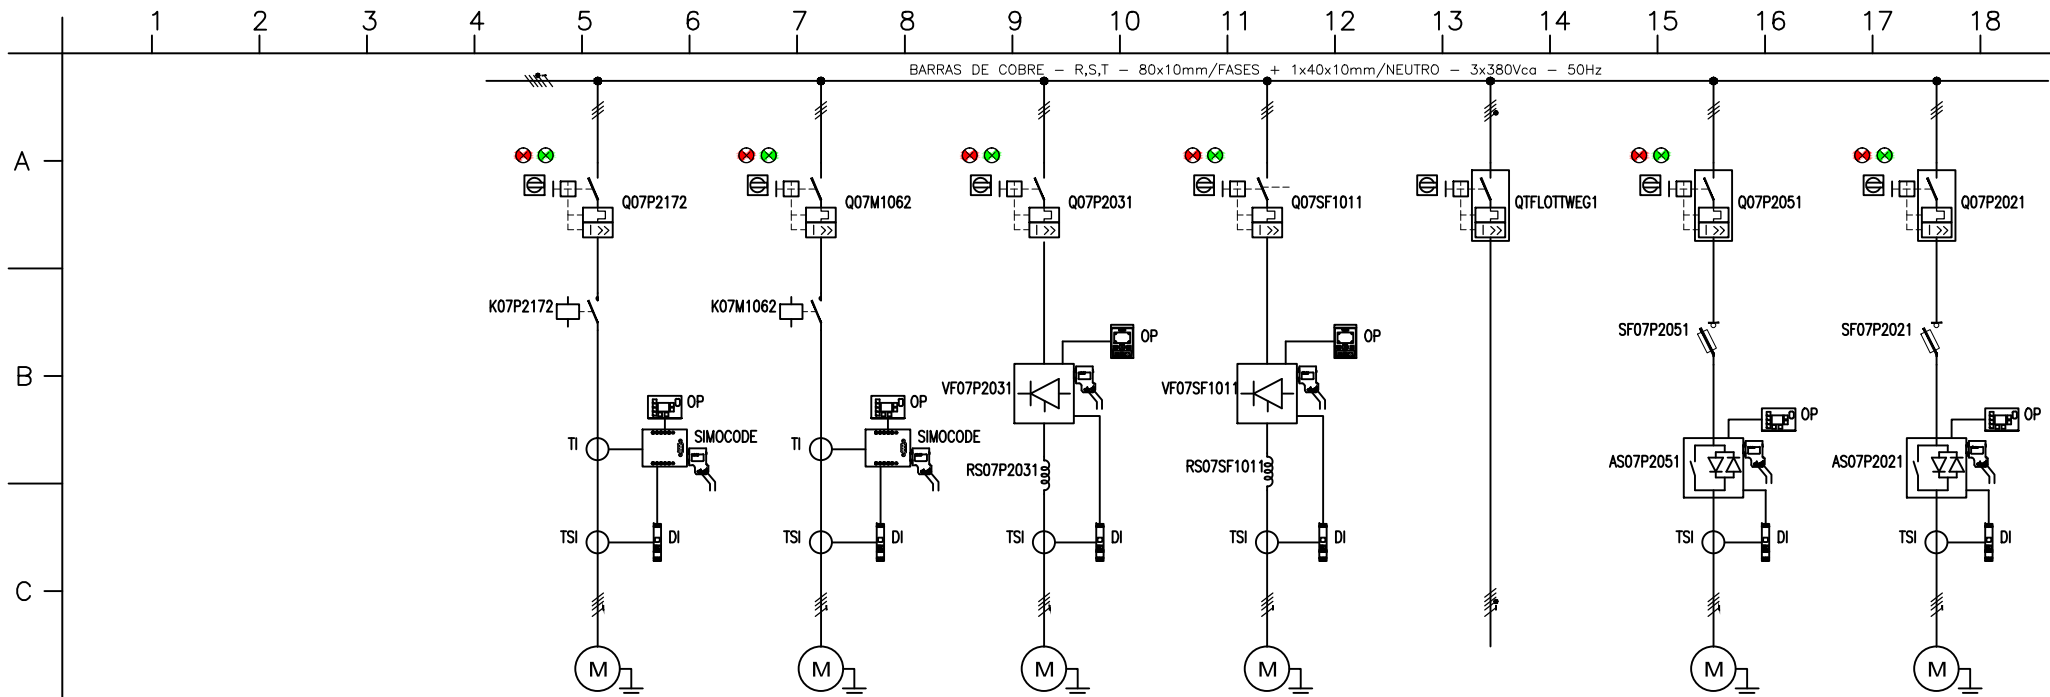 1 2 3 4 5 6 7 8 9 10 11 12 13 14 15 16 17 18
BARRAS DE COBRE - R,S,T - 80x10mm/FASES + 1x40x10mm/NEUTRO - 3x380Vca - 50Hz
A
Q07P2172 Q07M1062 Q07P2031 Q07SF1011 QTFLOTTWEG1 Q07P2051 Q07P2021
I >> I >> I >> I >> I >> I >> I >>
K07P2172 K07M1062
SF07P2051 SF07P2021
OP OP
B
VF07P2031 VF07SF1011
OP OP OP OP
TI SIMOCODE TI SIMOCODE
RS07P2031 RS07SF1011 AS07P2051 AS07P2021
TSI DI TSI DI TSI DI TSI DI TSI DI TSI DI
C
M M M M M M